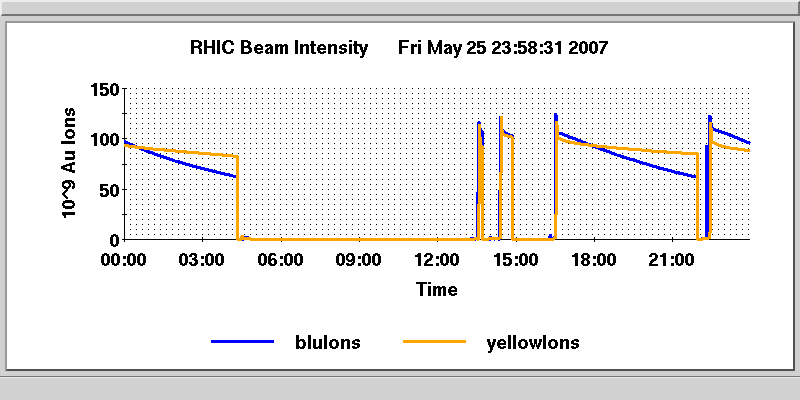 RHIC Beam Intensity Fri May 25 23:58:31 2007
10^9 Au Ions
150
100
50
0
00:00 03:00 06:00 09:00 12:00 15:00 18:00 21:00
Time
bluIons yellowIons